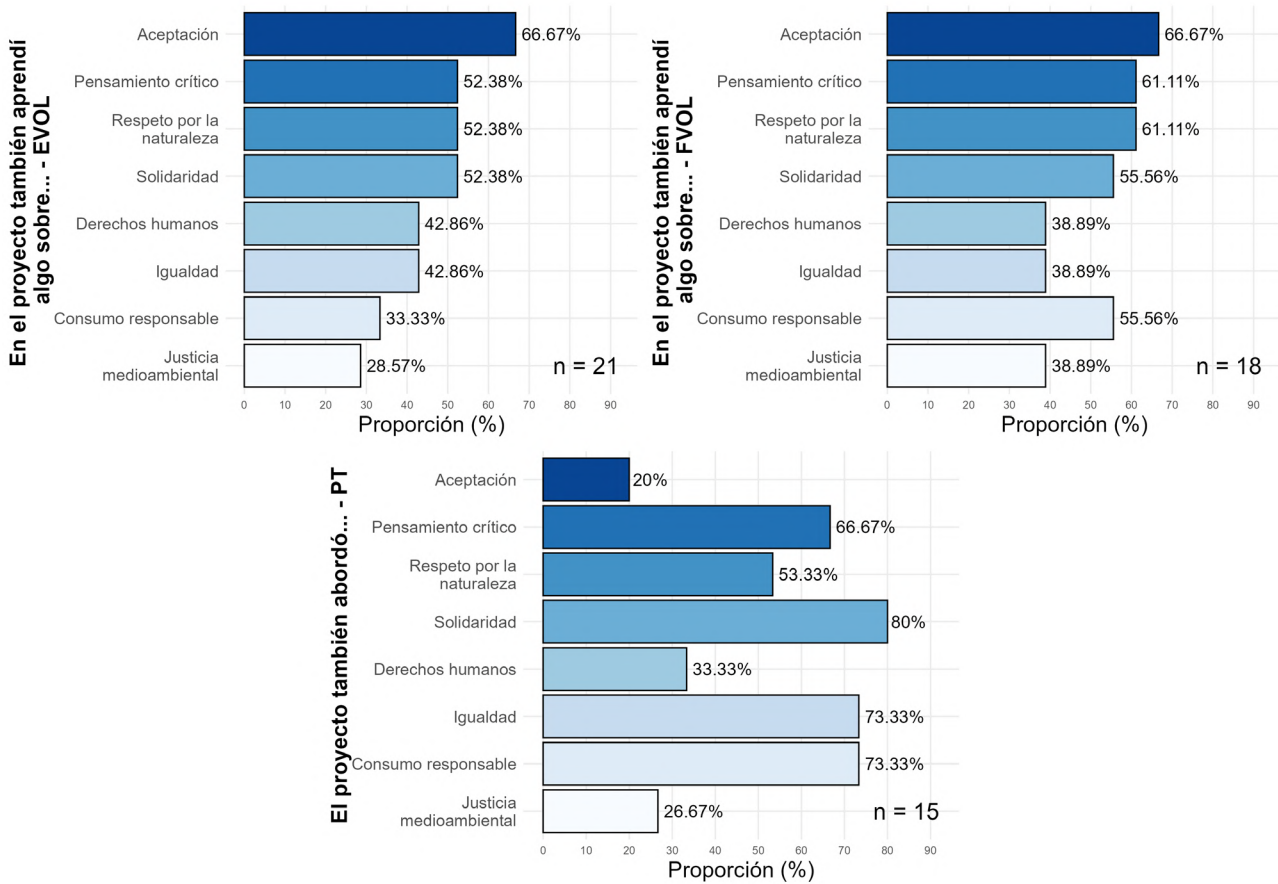 En el proyecto también aprendí
algo sobre... - EVOL
Aceptación
66.67%
Pensamiento crítico
52.38%
Respeto por la
naturaleza
52.38%
Solidaridad
52.38%
Derechos humanos
42.86%
Igualdad
42.86%
Consumo responsable
33.33%
Justicia
medioambiental
28.57%
n = 21
0 10 20 30 40 50 60 70 80 90
Proporción (%)
En el proyecto también aprendí
algo sobre... - FVOL
Aceptación
66.67%
Pensamiento crítico
61.11%
Respeto por la
naturaleza
61.11%
Solidaridad
55.56%
Derechos humanos
38.89%
Igualdad
38.89%
Consumo responsable
55.56%
Justicia
medioambiental
38.89%
n = 18
0 10 20 30 40 50 60 70 80 90
Proporción (%)
El proyecto también abordó... - PT
Aceptación
20%
Pensamiento crítico
66.67%
Respeto por la
naturaleza
53.33%
Solidaridad
80%
Derechos humanos
33.33%
Igualdad
73.33%
Consumo responsable
73.33%
Justicia
medioambiental
26.67%
n = 15
0 10 20 30 40 50 60 70 80 90
Proporción (%)